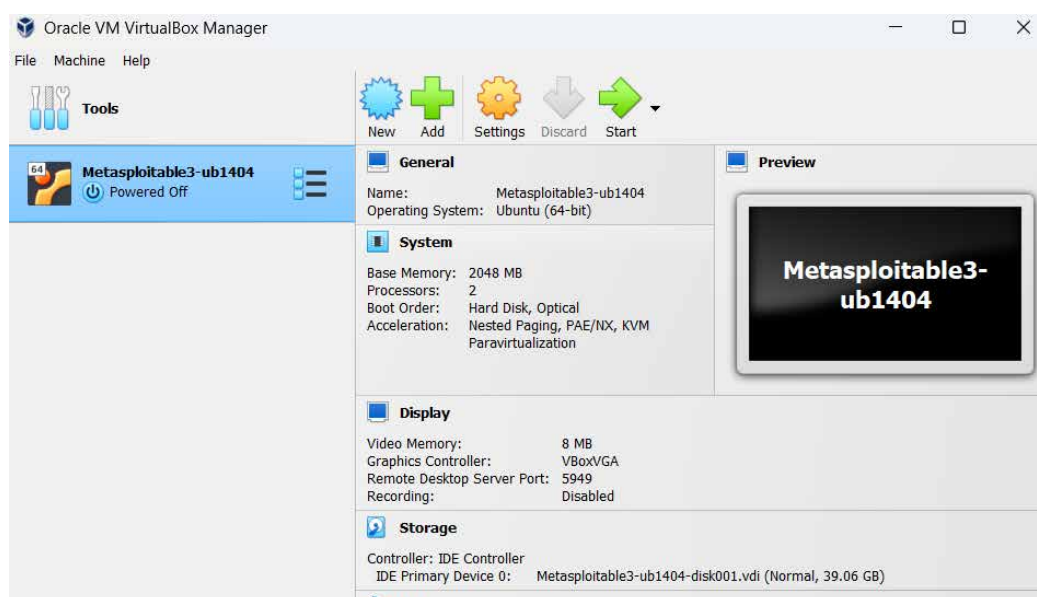 Oracle VM VirtualBox Manager
File Machine Help
Tools
New Add Settings Discard Start
64
Metasploitable3-ub1404
Powered Off
General
Name: Metasploitable3-ub1404
Operating System: Ubuntu (64-bit)
System
Base Memory: 2048 MB
Processors: 2
Boot Order: Hard Disk, Optical
Acceleration: Nested Paging, PAE/NX, KVM
Paravirtualization
Preview
Metasploitable3-
ub1404
Display
Video Memory: 8 MB
Graphics Controller: VBoxVGA
Remote Desktop Server Port: 5949
Recording: Disabled
Storage
Controller: IDE Controller
IDE Primary Device 0: Metasploitable3-ub1404-disk001.vdi (Normal, 39.06 GB)